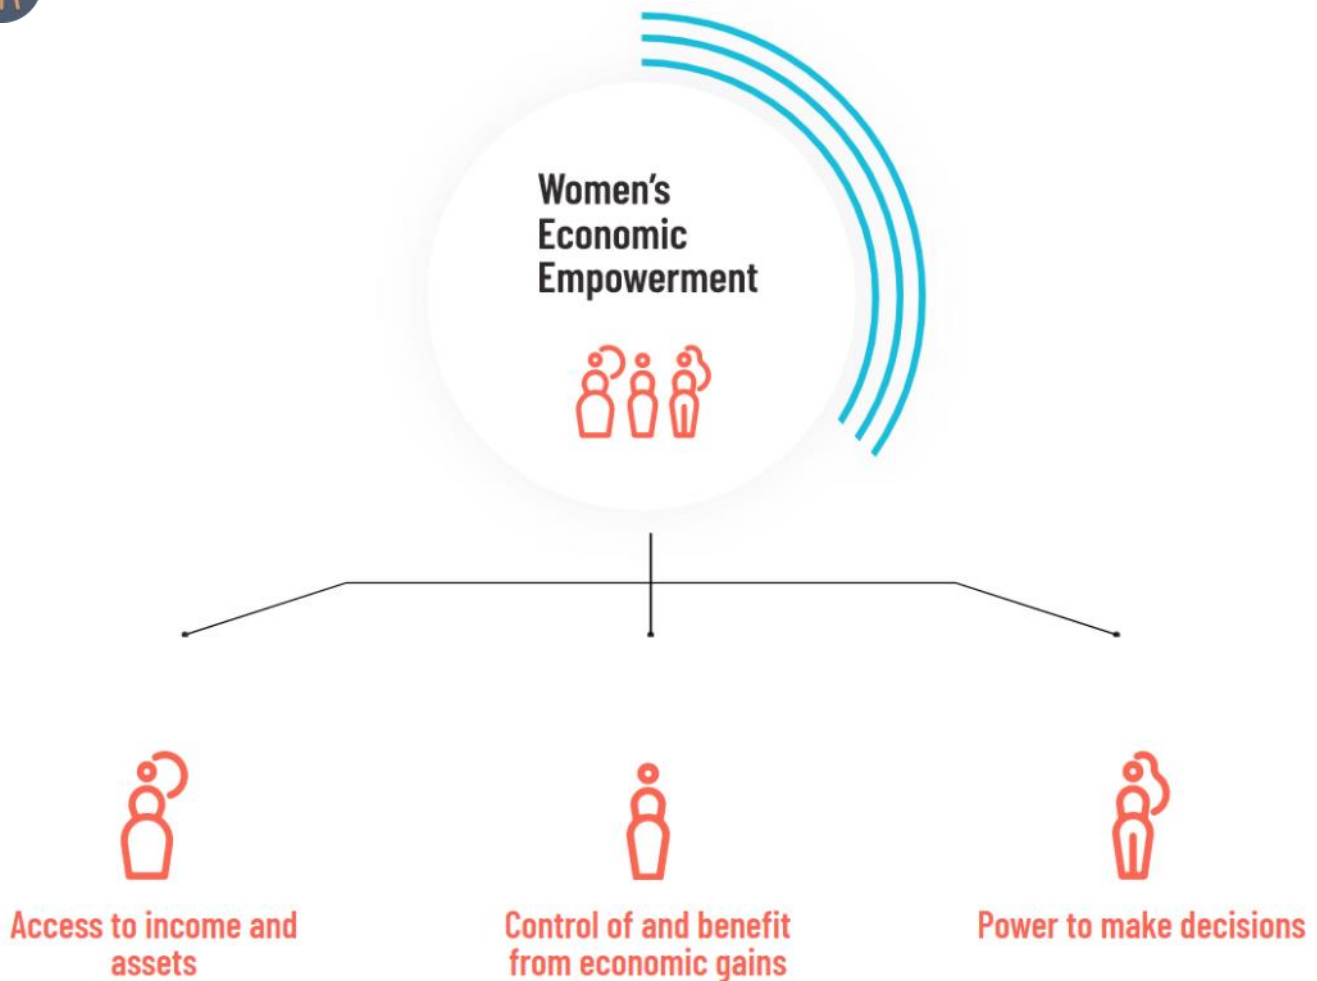 Women’s
Economic
Empowerment
Access to income and
assets
Control of and benefit
from economic gains
Power to make decisions